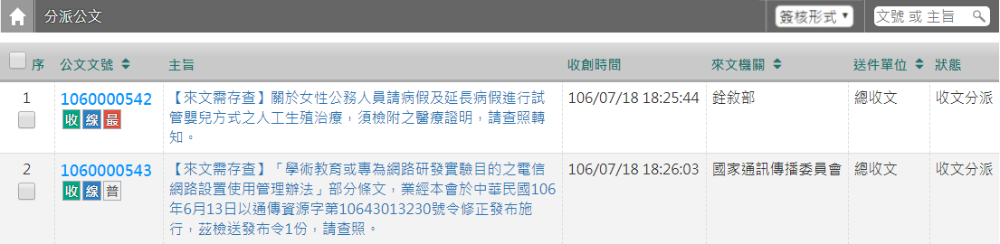 分派公文
簽核形式
文號 或 主旨
序 公文文號 主旨 收創時間 來文機關 送件單位 狀態
1 1060000542 【來文需存查】關於女性公務人員請病假及延長病假進行試 106/07/18 18:25:44 銓敘部 總收文 收文分派
收 線 最 管嬰兒方式之人工生殖治療，須檢附之醫療證明，請查照轉
知。
2 1060000543 【來文需存查】「學術教育或專為網路研發實驗目的之電信 106/07/18 18:26:03 國家通訊傳播委員會 總收文 收文分派
收 線 普 網路設置使用管理辦法」部分條文，業經本會於中華民國106
年6月13日以通傳資源字第10643013230號令修正發布施
行，茲檢送發布令1份，請查照。